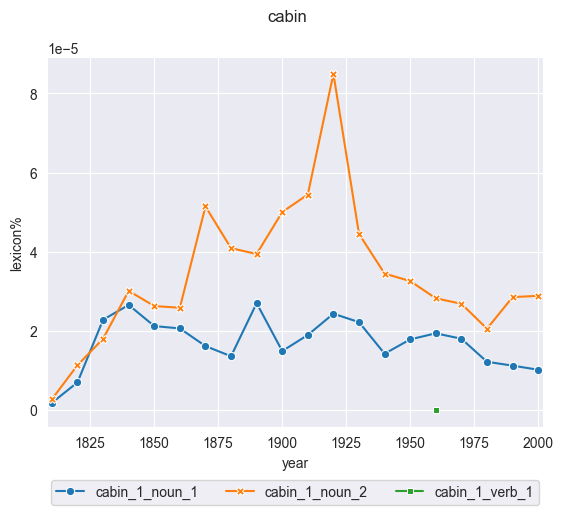 cabin
1e−5
8
6
4
2
0
lexicon%
1825 1850 1875 1900 1925 1950 1975 2000
year
cabin_1_noun_1 cabin_1_noun_2 cabin_1_verb_1